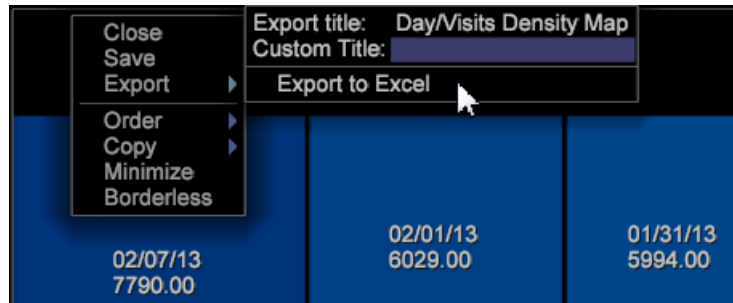 Close
Save
Export
Order
Copy
Minimize
Borderless
Export title: Day/Visits Density Map
Custom Title:
Export to Excel
02/07/13
7790.00
02/01/13
6029.00
01/31/13
5994.00